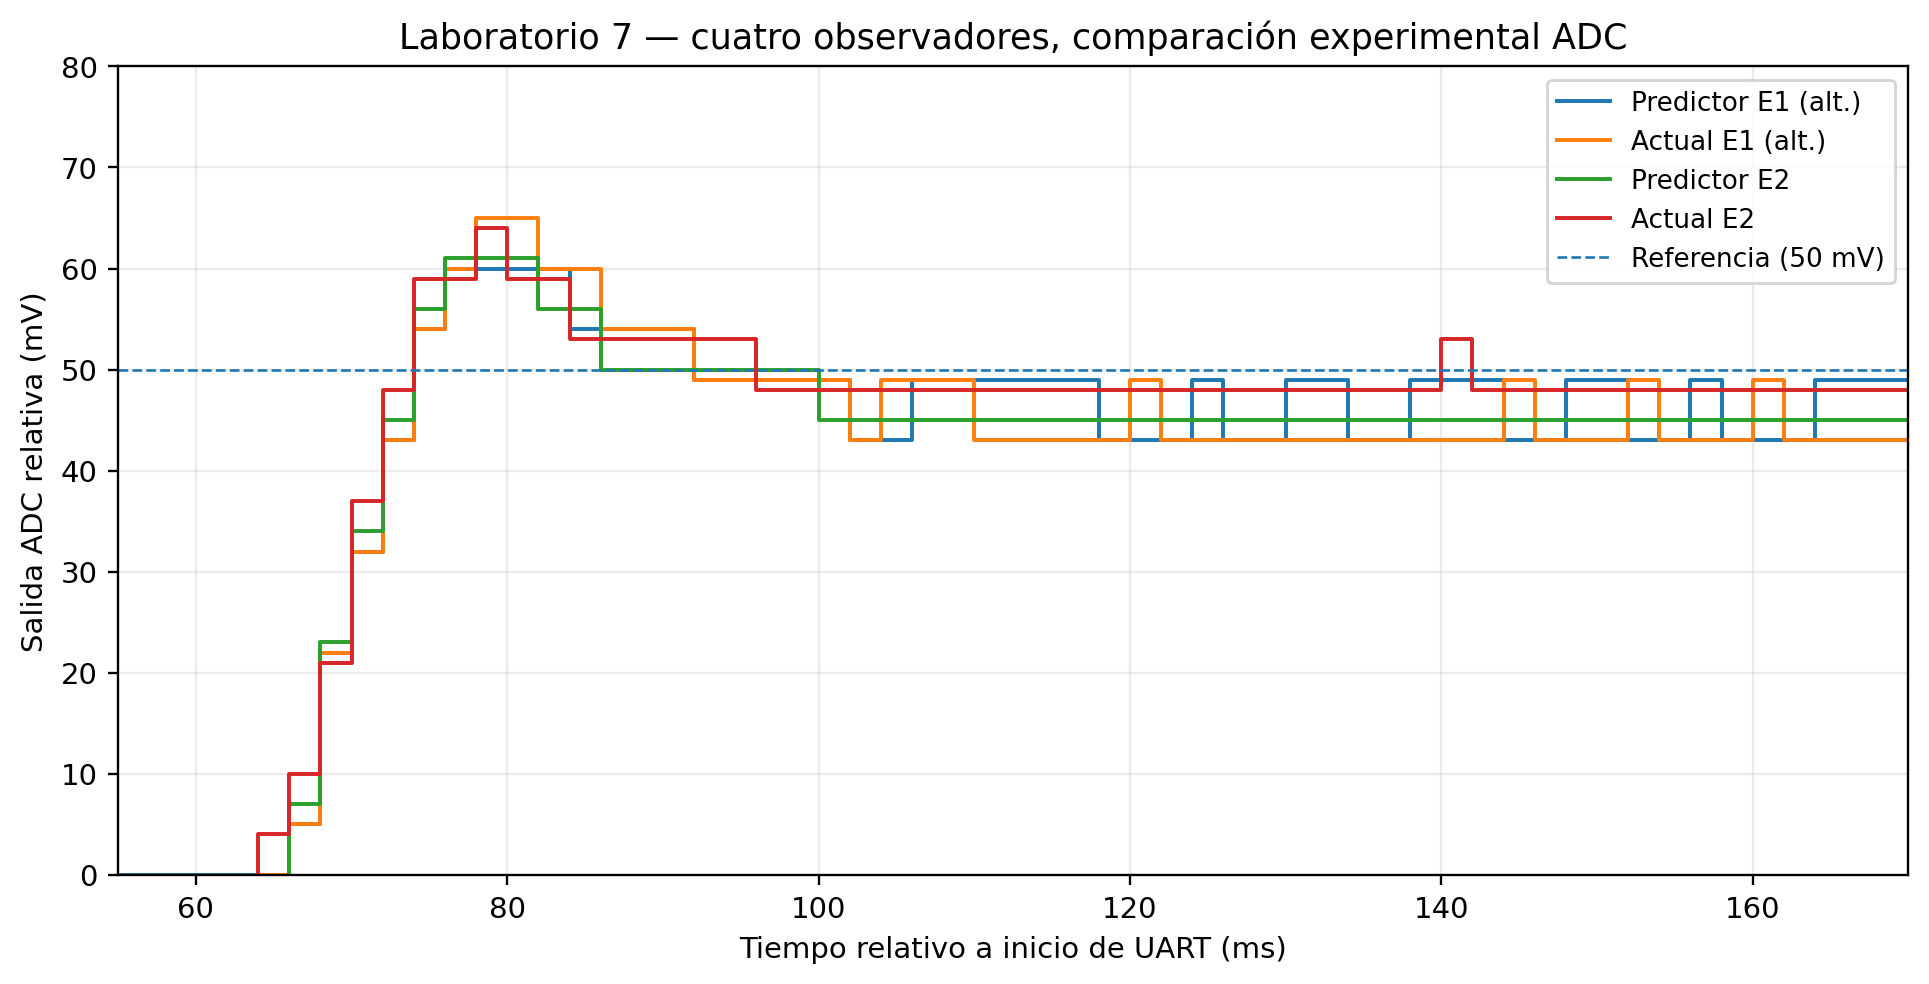 Laboratorio 7 — cuatro observadores, comparación experimental ADC
80
70
60
50
40
30
20
10
0
Salida ADC relativa (mV)
Predictor E1 (alt.)
Actual E1 (alt.)
Predictor E2
Actual E2
Referencia (50 mV)
60 80 100 120 140 160
Tiempo relativo a inicio de UART (ms)